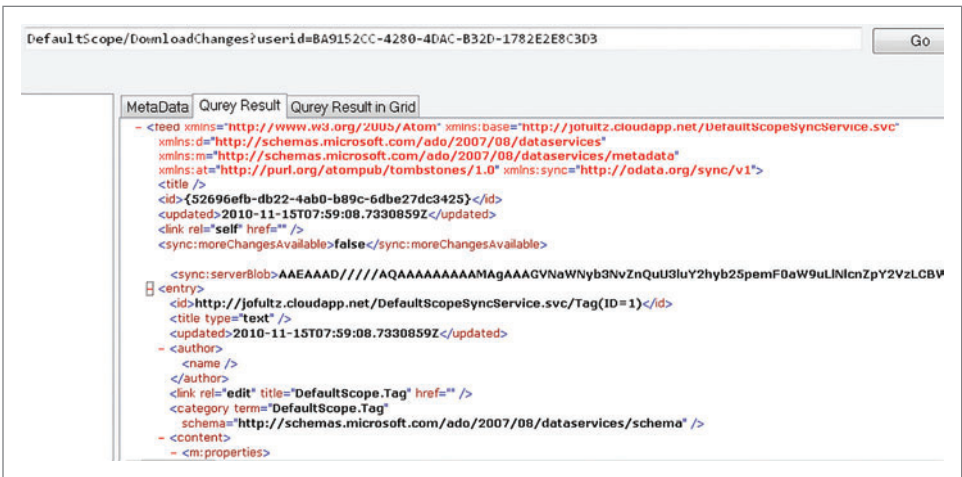 DefaultScope/DownloadChanges?userid=BA9152CC-4280-4DAC-B32D-1782E2E8C3D3
Go
MetaData Qurey Result Qurey Result in Grid
- <feed xmlns="http://www.w3.org/2005/Atom" xmlns:base="http://jofultz.cloudapp.net/DefaultScopeSyncService.svc"
xmlns:d="http://schemas.microsoft.com/ado/2007/08/dataservices"
xmlns:m="http://schemas.microsoft.com/ado/2007/08/dataservices/metadata"
xmlns:at="http://purl.org/atompub/tombstones/1.0" xmlns:sync="http://odata.org/sync/v1">
<title />
<id>{52696efb-db22-4ab0-b89c-6dbe27dc3425}</id>
<updated>2010-11-15T07:59:08.7330859Z</updated>
<link rel="self" href="" />
<sync:moreChangesAvailable>false</sync:moreChangesAvailable>
<sync:serverBlob>AAEAAAD/////AQAAAAAAAAAMAgAAAGVNaWNyb3NvZnQuU3luY2hyb25pemF0aW9uLlNlcnZpY2VzLCBW
- <entry>
<id>http://jofultz.cloudapp.net/DefaultScopeSyncService.svc/Tag(ID=1)</id>
<title type="text" />
<updated>2010-11-15T07:59:08.7330859Z</updated>
- <author>
<name />
</author>
<link rel="edit" title="DefaultScope.Tag" href="" />
<category term="DefaultScope.Tag"
schema="http://schemas.microsoft.com/ado/2007/08/dataservices/schema" />
- <content>
- <m:properties>